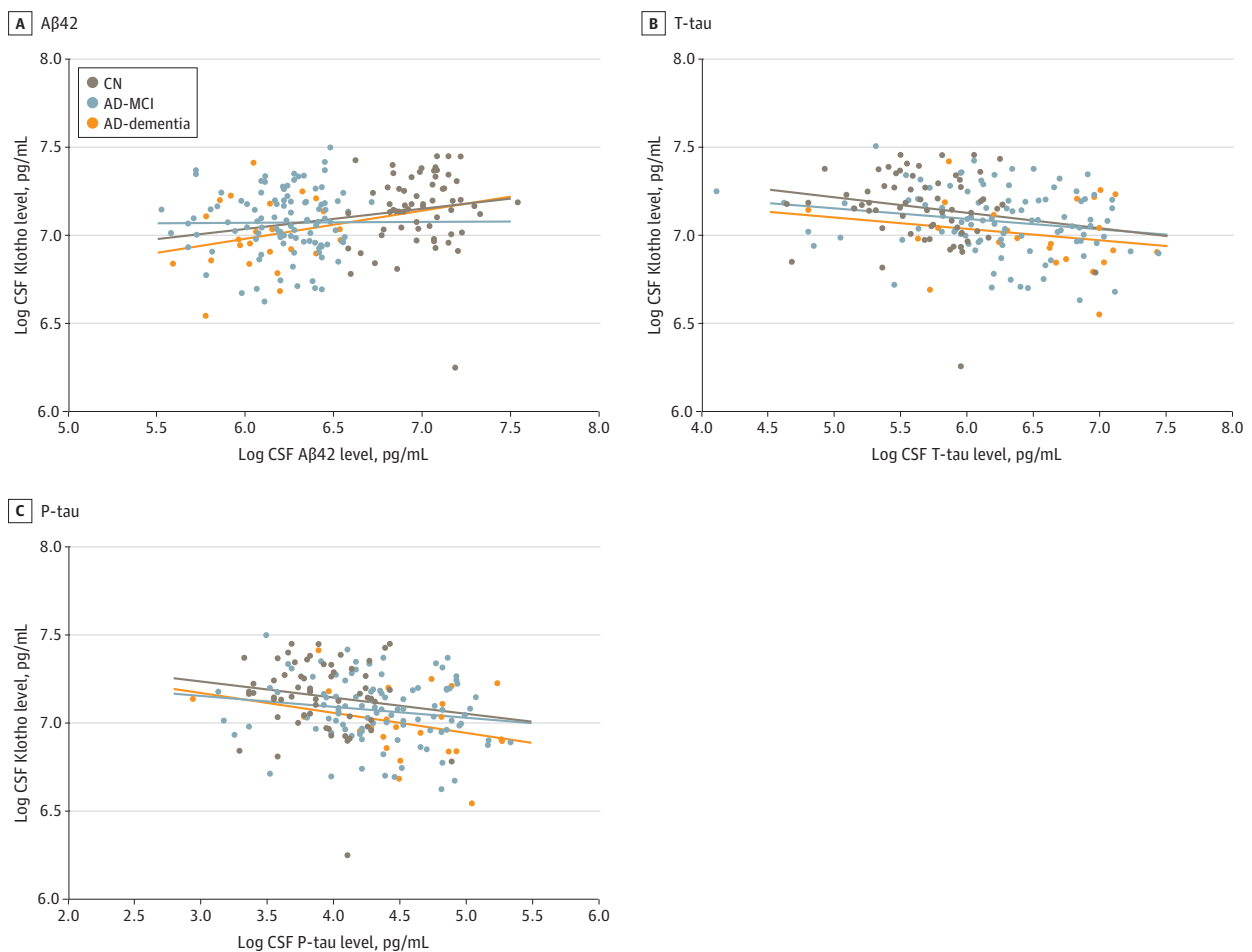 A Aβ42
8.0
7.5
7.0
6.5
6.0
Log CSF Klotho level, pg/mL
CN
AD-MCI
AD-dementia
5.0 5.5 6.0 6.5 7.0 7.5 8.0
Log CSF Aβ42 level, pg/mL
B T-tau
8.0
7.5
7.0
6.5
6.0
Log CSF Klotho level, pg/mL
4.0 4.5 5.0 5.5 6.0 6.5 7.0 7.5 8.0
Log CSF T-tau level, pg/mL
C P-tau
8.0
7.5
7.0
6.5
6.0
Log CSF Klotho level, pg/mL
2.0 2.5 3.0 3.5 4.0 4.5 5.0 5.5 6.0
Log CSF P-tau level, pg/mL